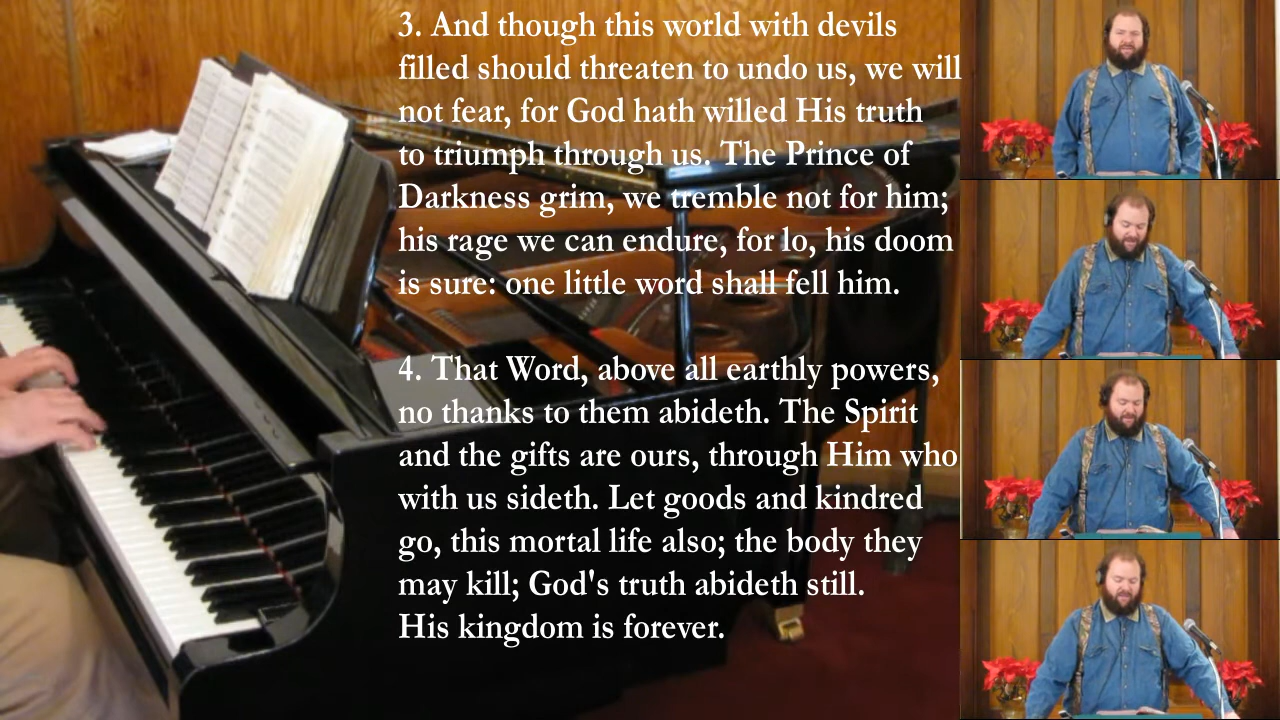 3. And though this world with devils
filled should threaten to undo us, we will
not fear, for God hath willed His truth
to triumph through us. The Prince of
Darkness grim, we tremble not for him;
his rage we can endure, for lo, his doom
is sure: one little word shall fell him.
4. That Word, above all earthly powers,
no thanks to them abideth. The Spirit
and the gifts are ours, through Him who
with us sideth. Let goods and kindred
go, this mortal life also; the body they
may kill; God's truth abideth still.
His kingdom is forever.